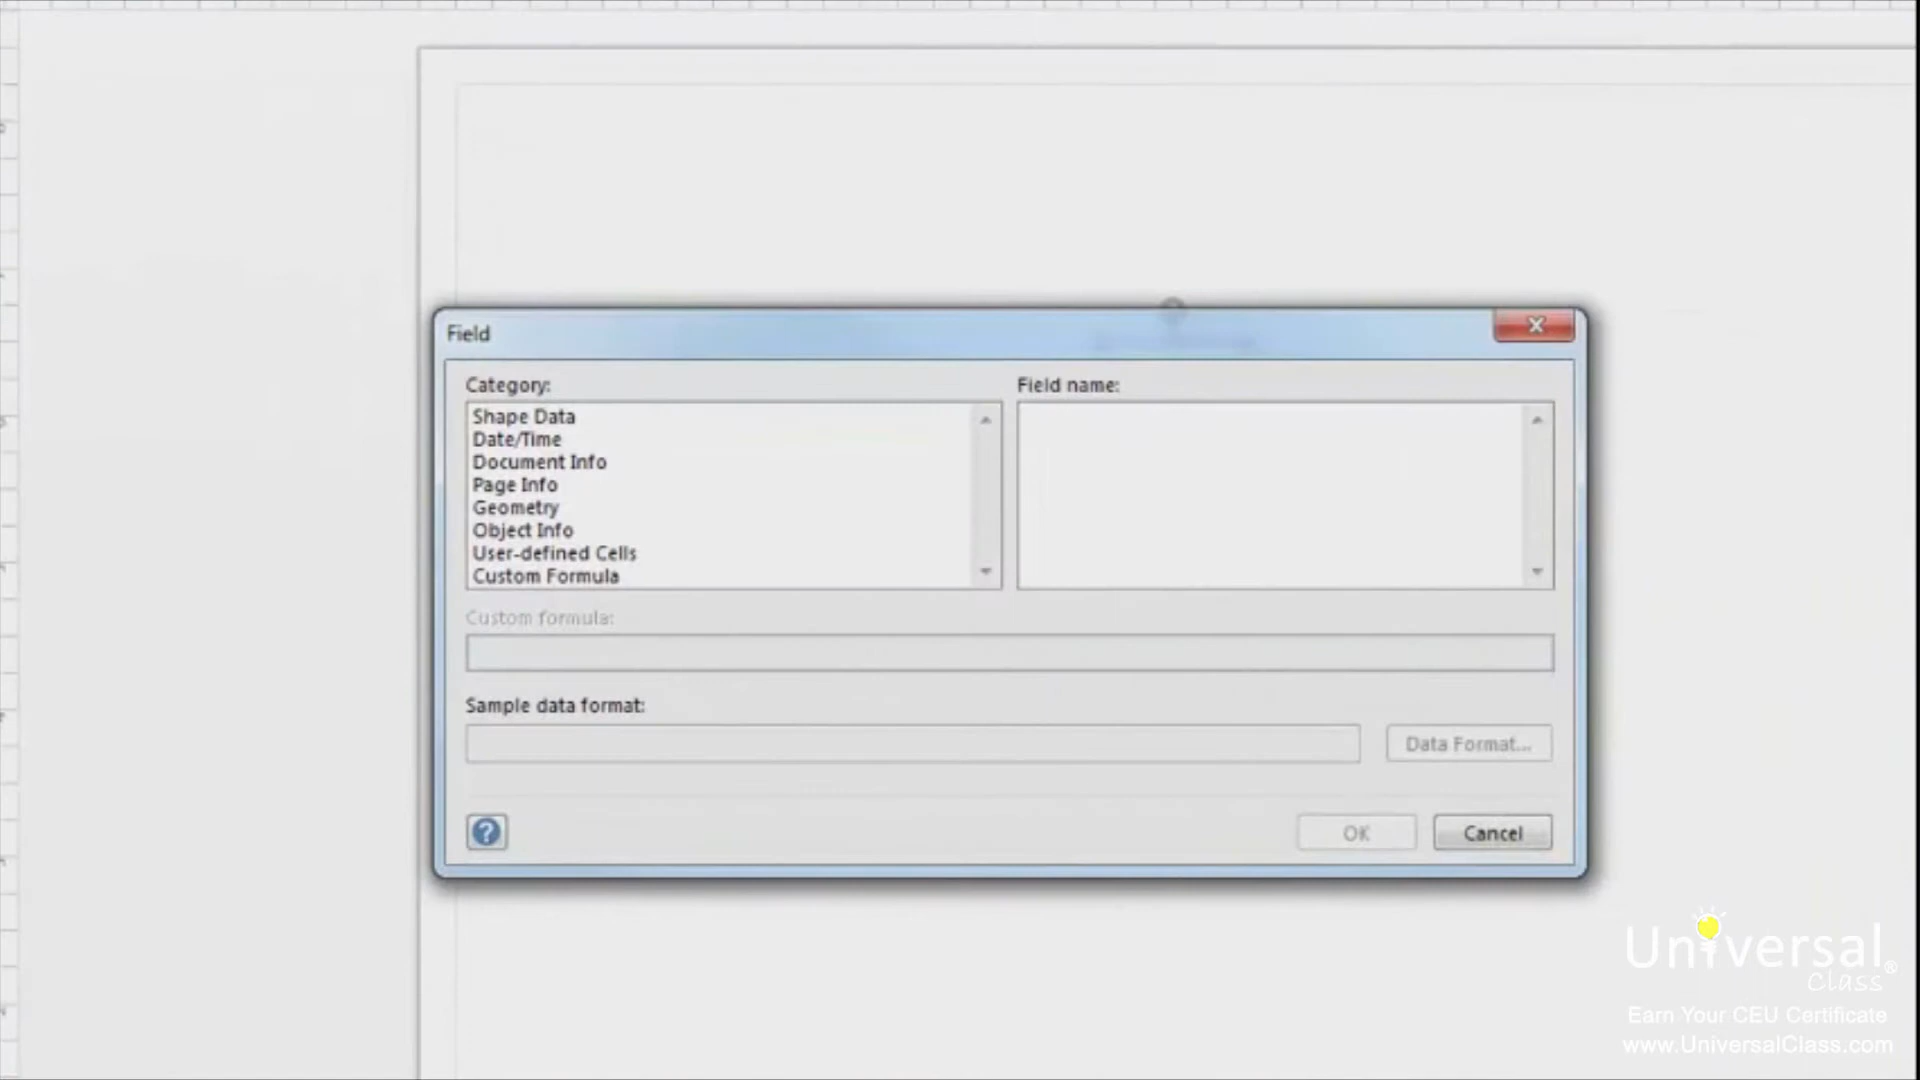 Field
Category:
Field name:
Shape Data
Date/Time
Document Info
Page Info
Geometry
Object Info
User-defined Cells
Custom Formula
Custom formula:
Sample data format:
Data Format...
OK
Cancel
Universal
Class®
Earn Your CEU Certificate
www.UniversalClass.com